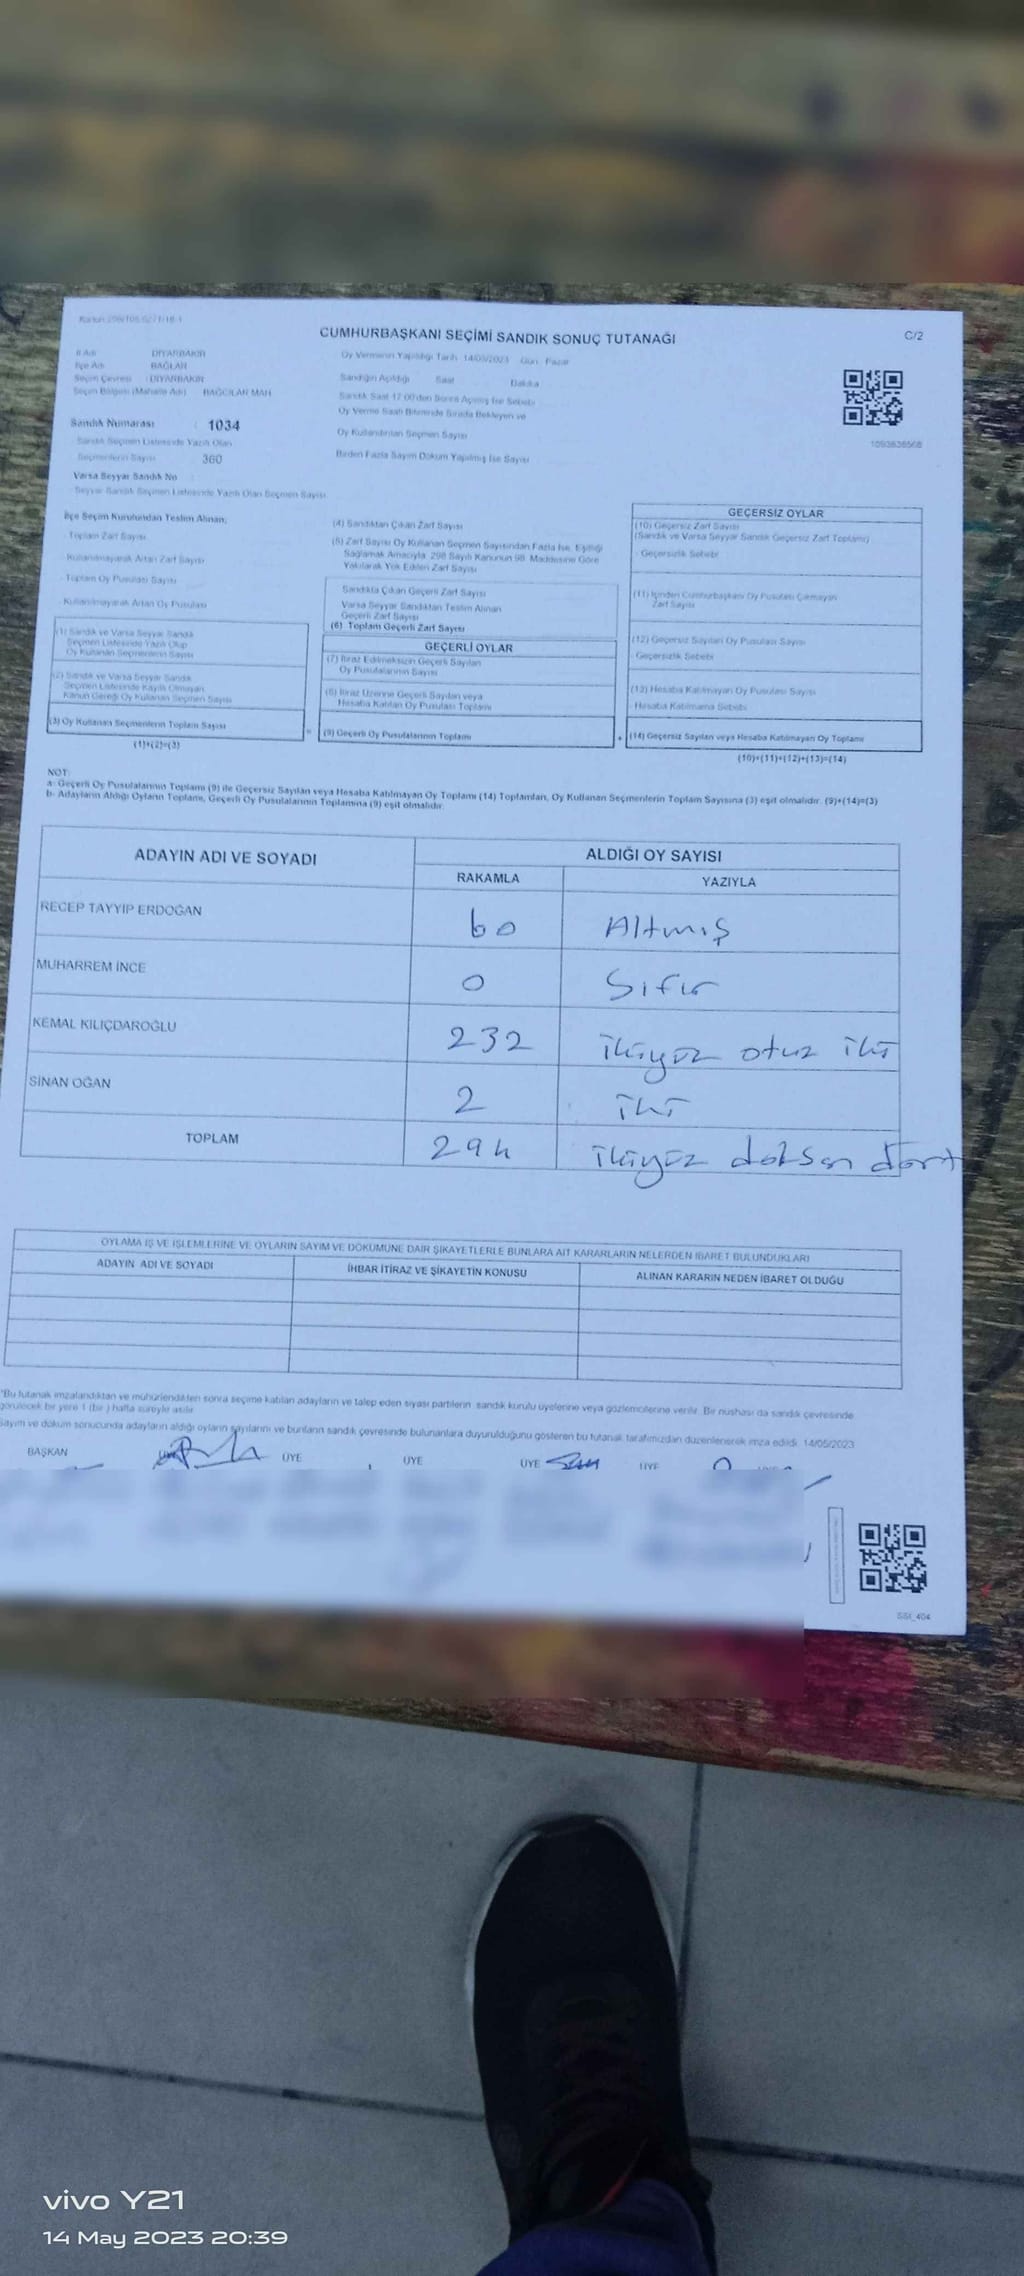 CUMHURBAŞKANI SEÇİMİ SANDIK SONUÇ TUTANAĞI
C/2
İl Adı DİYARBAKIR
İlçe Adı BAĞLAR
Seçim Çevresi : DİYARBAKIR
Seçim Bölgesi (Mahalle Adı) BAĞCILAR MAH.
Sandık Numarası : 1034
Sandık Seçmen Listesinde Yazılı Olan
Seçmenlerin Sayısı 360
Varsa Seyyar Sandık No
Seyyar Sandık Seçmen Listesinde Yazılı Olan Seçmen Sayısı
Oy Vermenin Yapıldığı Tarih 14/05/2023 Gün Pazar
Sandığın Açıldığı Saat Dakika
Sandık Saat 17:00'den Sonra Açılmış İse Sebebi
Oy Verme Saati Bitiminde Sırada Bekleyen ve
Oy Kullandırılan Seçmen Sayısı
Birden Fazla Sayım Döküm Yapılmış İse Sayısı
İlçe Seçim Kurulundan Teslim Alınan;
Toplam Zarf Sayısı
Kullanılmayarak Artan Zarf Sayısı
Toplam Oy Pusulası Sayısı
Kullanılmayarak Artan Oy Pusulası
(1) Sandık ve Varsa Seyyar Sandık
Seçmen Listesinde Yazılı Olup
Oy Kullanan Seçmenlerin Sayısı
(2) Sandık ve Varsa Seyyar Sandık
Seçmen Listesinde Kayıtlı Olmayan
Kanun Gereği Oy Kullanan Seçmen Sayısı
(3) Oy Kullanan Seçmenlerin Toplam Sayısı
(1)+(2)=(3)
(4) Sandıktan Çıkan Zarf Sayısı
(5) Zarf Sayısı Oy Kullanan Seçmen Sayısından Fazla İse, Eşitliği
Sağlamak Amacıyla, 298 Sayılı Kanunun 98. Maddesine Göre
Yakılarak Yok Edilen Zarf Sayısı
Sandıkta Çıkan Geçerli Zarf Sayısı
Varsa Seyyar Sandıktan Teslim Alınan
Geçerli Zarf Sayısı
(6) Toplam Geçerli Zarf Sayısı
GEÇERLİ OYLAR
(7) İtiraz Edilmeksizin Geçerli Sayılan
Oy Pusulalarının Sayısı
(8) İtiraz Üzerine Geçerli Sayılan veya
Hesaba Katılan Oy Pusulası Toplamı
(9) Geçerli Oy Pusulalarının Toplamı
GEÇERSİZ OYLAR
(10) Geçersiz Zarf Sayısı
(Sandık ve Varsa Seyyar Sandık Geçersiz Zarf Toplamı)
Geçersizlik Sebebi
(11) İçinden Cumhurbaşkanı Oy Pusulası Çıkmayan
Zarf Sayısı
(12) Geçersiz Sayılan Oy Pusulası Sayısı
Geçersizlik Sebebi
(13) Hesaba Katılmayan Oy Pusulası Sayısı
Hesaba Katılmama Sebebi
(14) Geçersiz Sayılan veya Hesaba Katılmayan Oy Toplamı
(10)+(11)+(12)+(13)=(14)
NOT:
a- Geçerli Oy Pusulalarının Toplamı (9) ile Geçersiz Sayılan veya Hesaba Katılmayan Oy Toplamı (14) Toplamları, Oy Kullanan Seçmenlerin Toplam Sayısına (3) eşit olmalıdır. (9)+(14)=(3)
b- Adayların Aldığı Oyların Toplamı, Geçerli Oy Pusulalarının Toplamına (9) eşit olmalıdır.
ADAYIN ADI VE SOYADI ALDIĞI OY SAYISI
RAKAMLA YAZIYLA
RECEP TAYYİP ERDOĞAN 60 Altmış
MUHARREM İNCE 0 Sıfır
KEMAL KILIÇDAROĞLU 232 ikiyüz otuz iki
SİNAN OĞAN 2 iki
TOPLAM 294 ikiyüz doksan dört
OYLAMA İŞ VE İŞLEMLERİNE VE OYLARIN SAYIM VE DÖKÜMÜNE DAİR ŞİKAYETLERLE BUNLARA AİT KARARLARIN NELERDEN İBARET BULUNDUKLARI
ADAYIN ADI VE SOYADI İHBAR İTİRAZ VE ŞİKAYETİN KONUSU ALINAN KARARIN NEDEN İBARET OLDUĞU
*Bu tutanak imzalandıktan ve mühürlendikten sonra seçime katılan adayların ve talep eden siyasi partilerin, sandık kurulu üyelerine veya gözlemcilerine verilir. Bir nüshası da sandık çevresinde
görülecek bir yere 1 (bir) hafta süreyle asılır.
Sayım ve döküm sonucunda adayların aldığı oyların sayılarını ve bunların sandık çevresinde bulunanlara duyurulduğunu gösteren bu tutanak tarafımızdan düzenlenerek imza edildi. 14/05/2023
BAŞKAN ÜYE ÜYE ÜYE ÜYE
SSI_404
vivo Y21
14 May 2023 20:39